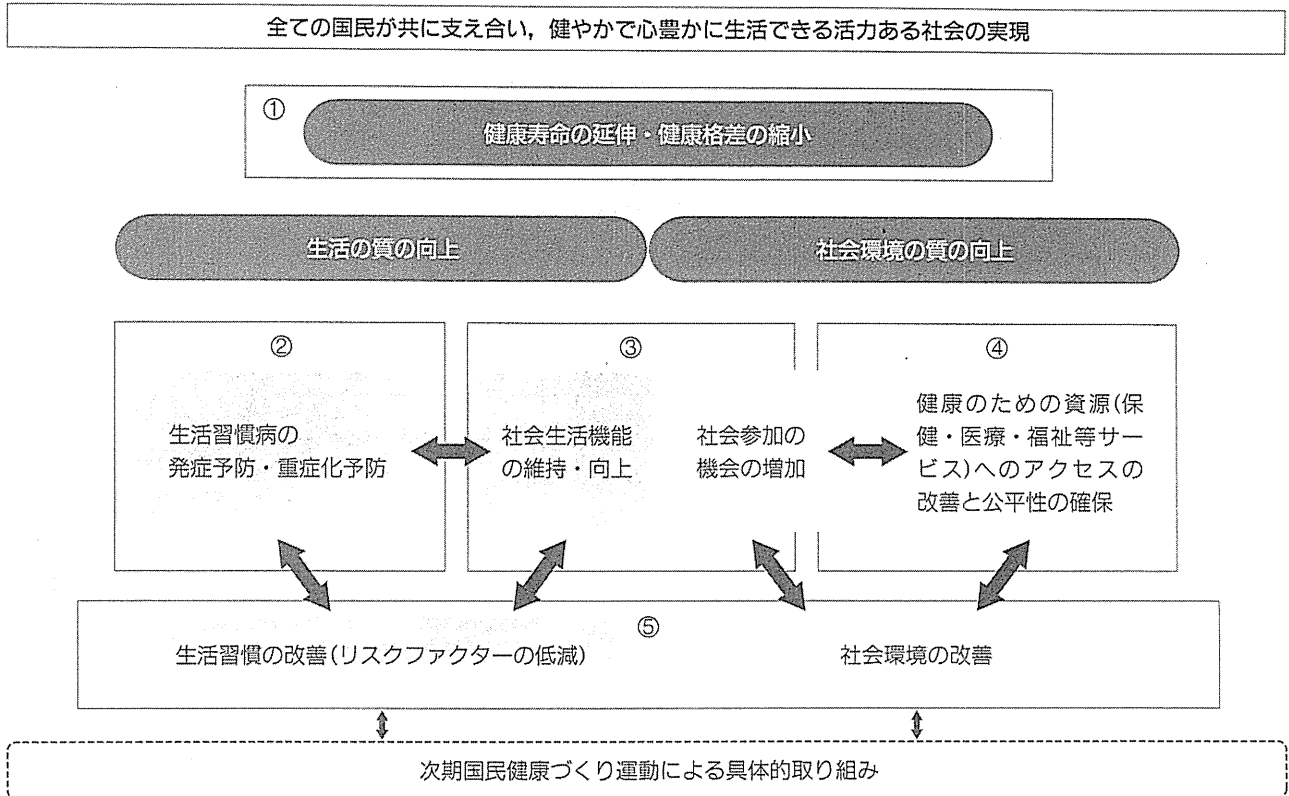 全ての国民が共に支え合い，健やかで心豊かに生活できる活力ある社会の実現
①
健康寿命の延伸・健康格差の縮小
生活の質の向上
社会環境の質の向上
②
生活習慣病の
発症予防・重症化予防
③
社会生活機能
の維持・向上
社会参加の
機会の増加
④
健康のための資源(保
健・医療・福祉等サー
ビス)へのアクセスの
改善と公平性の確保
⑤
生活習慣の改善(リスクファクターの低減)
社会環境の改善
次期国民健康づくり運動による具体的取り組み